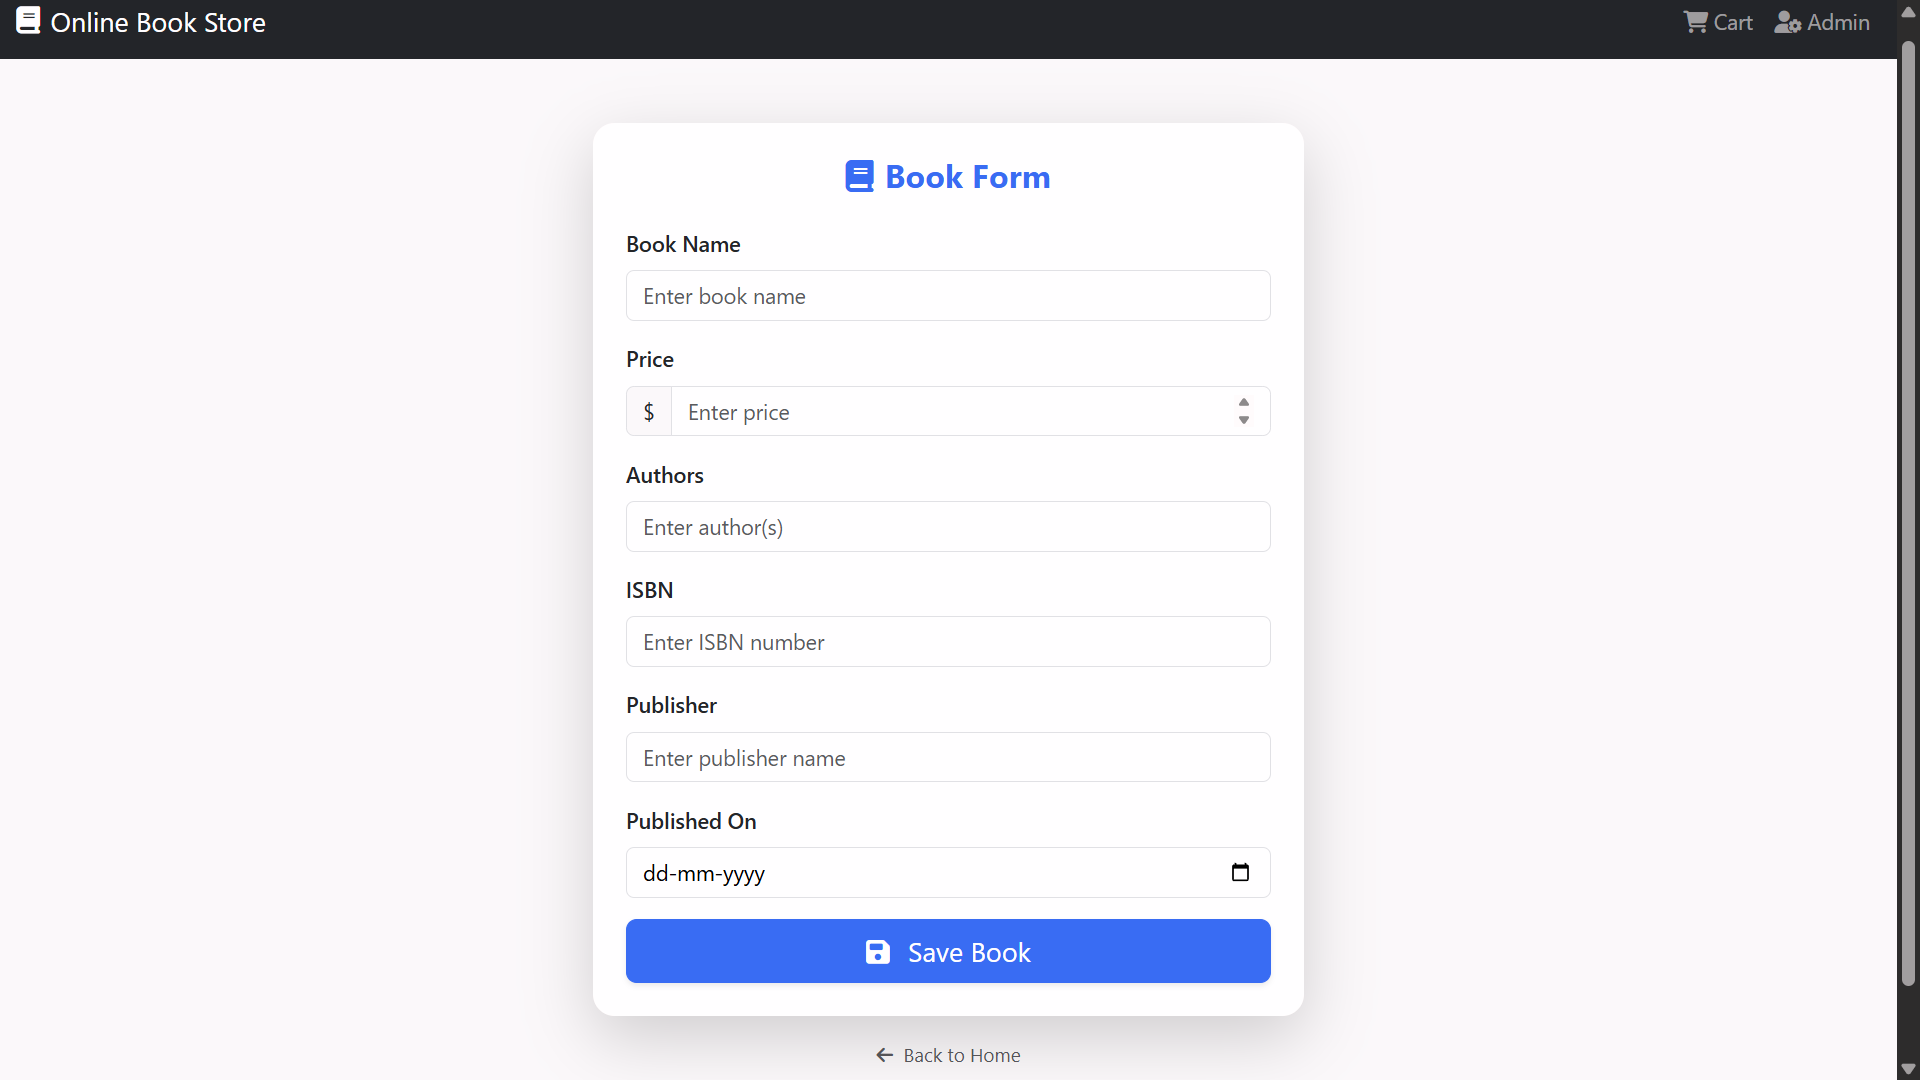 Online Book Store
Cart
Admin
Book Form
Book Name
Enter book name
Price
$
Enter price
Authors
Enter author(s)
ISBN
Enter ISBN number
Publisher
Enter publisher name
Published On
dd-mm-yyyy
Save Book
Back to Home